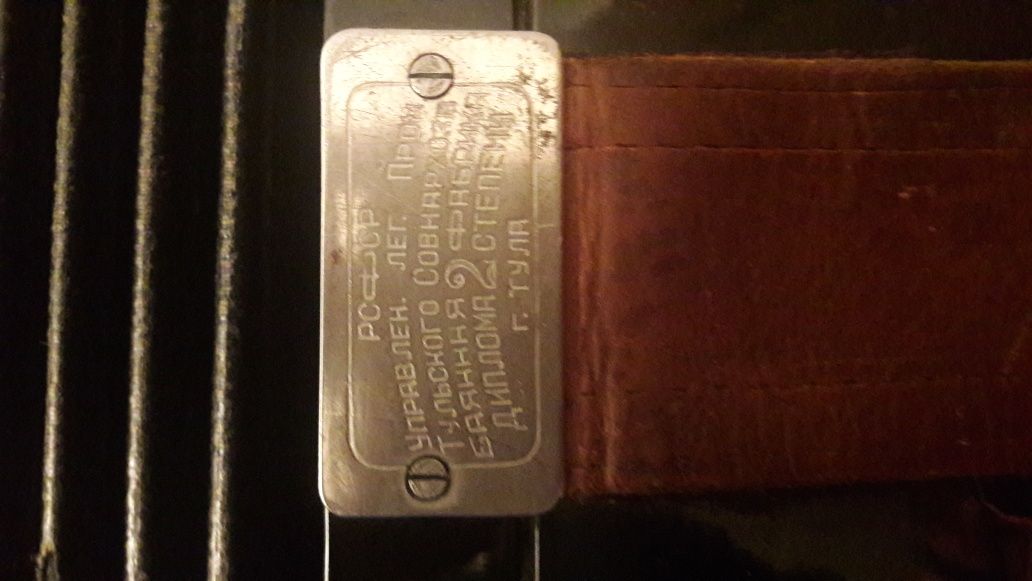 РСФСР
УПРАВЛЕН. ЛЕГ. ПРОМ
ТУЛЬСКОГО СОВНАРХОЗА
БАЯННАЯ ФАБРИКА
ДИПЛОМА 2 СТЕПЕНИ
г. ТУЛА